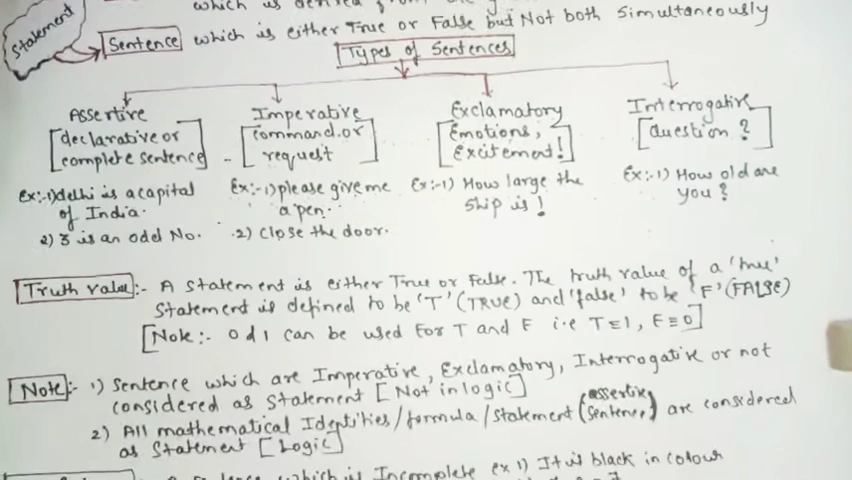 which is derived from
Statement
Sentence which is either True or False but Not both simultaneously
Types of Sentences
Assertive
[declarative or complete sentence]
Ex:-1) delhi is a capital of India.
2) 3 is an odd No.
Imperative
[command or request]
Ex:-1) please give me a pen..
2) Close the door.
Exclamatory
[Emotions, Excitement!]
Ex:-1) How large the ship is!
Interrogative
[Question ?]
Ex:-1) How old are you?
Truth value:- A statement is either True or False. The truth value of a 'true'
Statement is defined to be 'T' (TRUE) and 'false' to be 'F' (FALSE)
[Note:- 0 d 1 can be used for T and F i.e T≡1, F≡0]
Note:- 1) Sentence which are Imperative, Exclamatory, Interrogative or not
considered as statement [Not in logic]
2) All mathematical Identities/formula/statement (assertive sentence) are considered
as statement [Logic]
which is Incomplete ex 1) It is black in colour